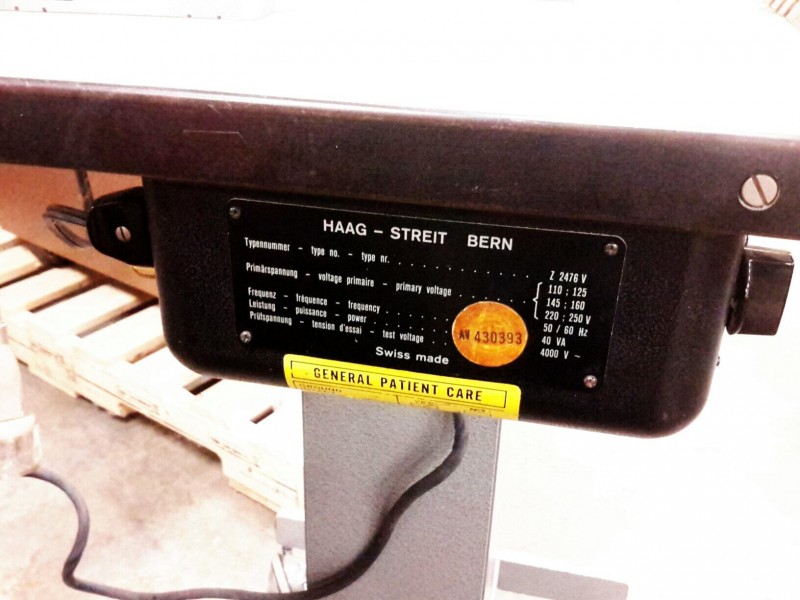 HAAG - STREIT BERN
Typennummer - type no. - type nr. . . . . . . . . . . Z 2476 V
Primärspannung - voltage primaire - primary voltage . . . . { 110 ; 125
145 ; 160
220 ; 250 V
Frequenz - fréquence - frequency . . . . . 50 / 60 Hz
Leistung - puissance - power . . . . . 40 VA
Prüfspannung - tension d'essai - test voltage . . . 4000 V ~
Swiss made
AV 430393
GENERAL PATIENT CARE
GROUND